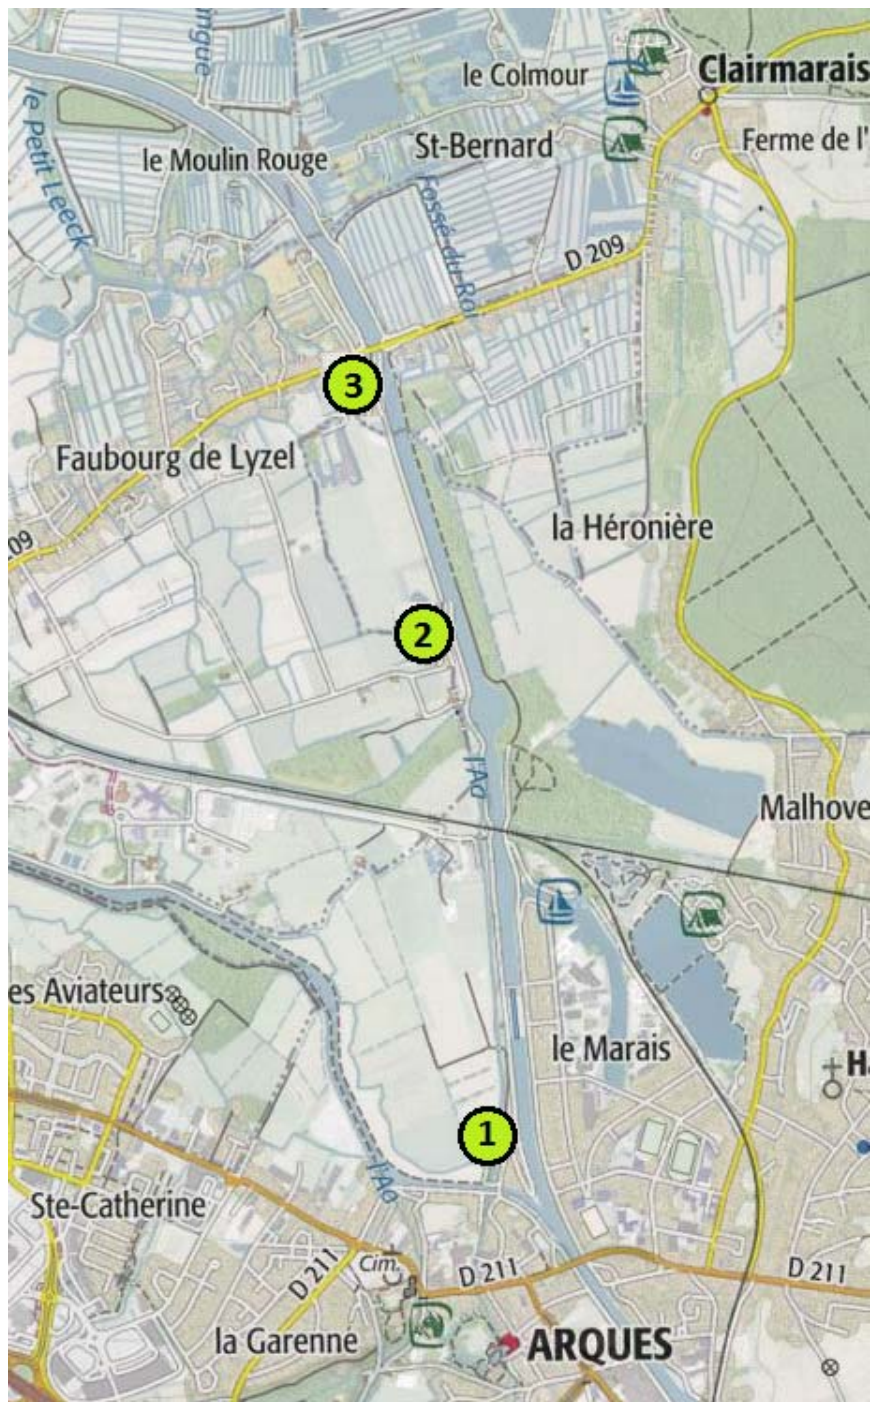 le Colmour
Clairmarais
le Petit Leeck
le Moulin Rouge
St-Bernard
Ferme de l'
Fossé du Roi
D 209
3
Faubourg de Lyzel
la Héronière
2
l'Aa
Malhove
es Aviateurs
le Marais
1
l'Aa
Ste-Catherine
D 211
Cim.
D 211
D 211
la Garenne
ARQUES